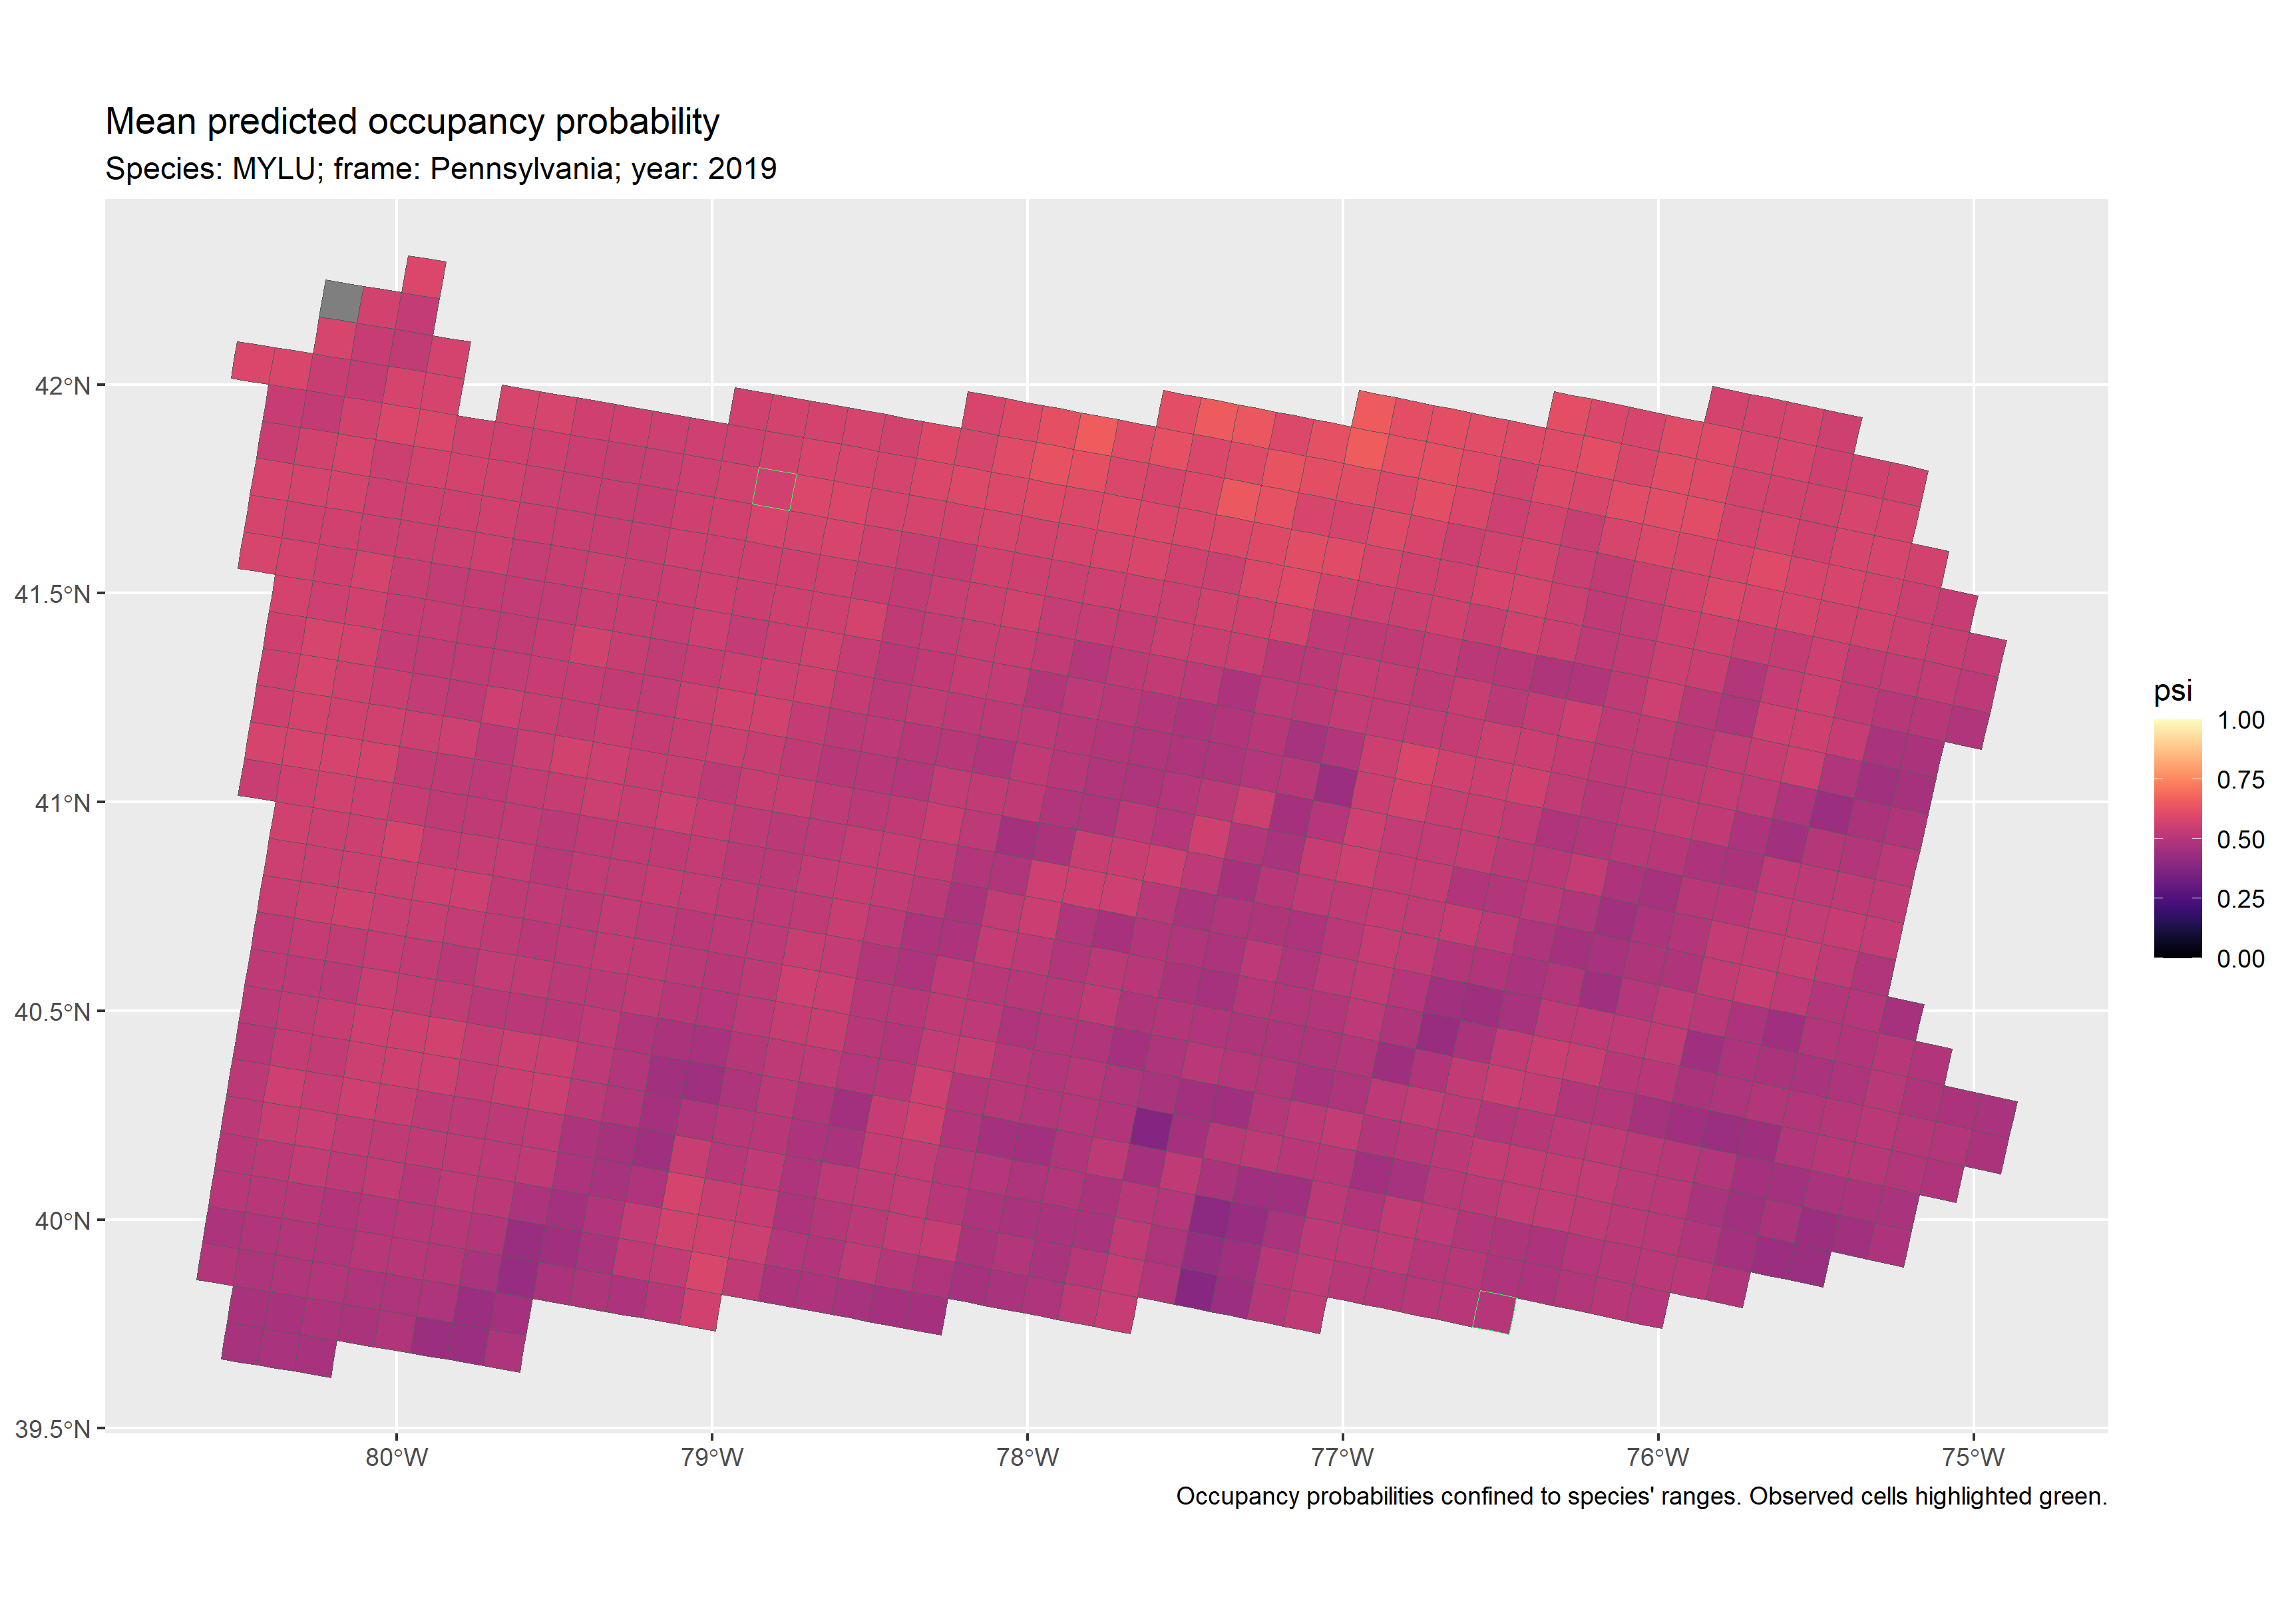 Mean predicted occupancy probability
Species: MYLU; frame: Pennsylvania; year: 2019
42°N
41.5°N
41°N
40.5°N
40°N
39.5°N
80°W
79°W
78°W
77°W
76°W
75°W
psi
1.00
0.75
0.50
0.25
0.00
Occupancy probabilities confined to species' ranges. Observed cells highlighted green.